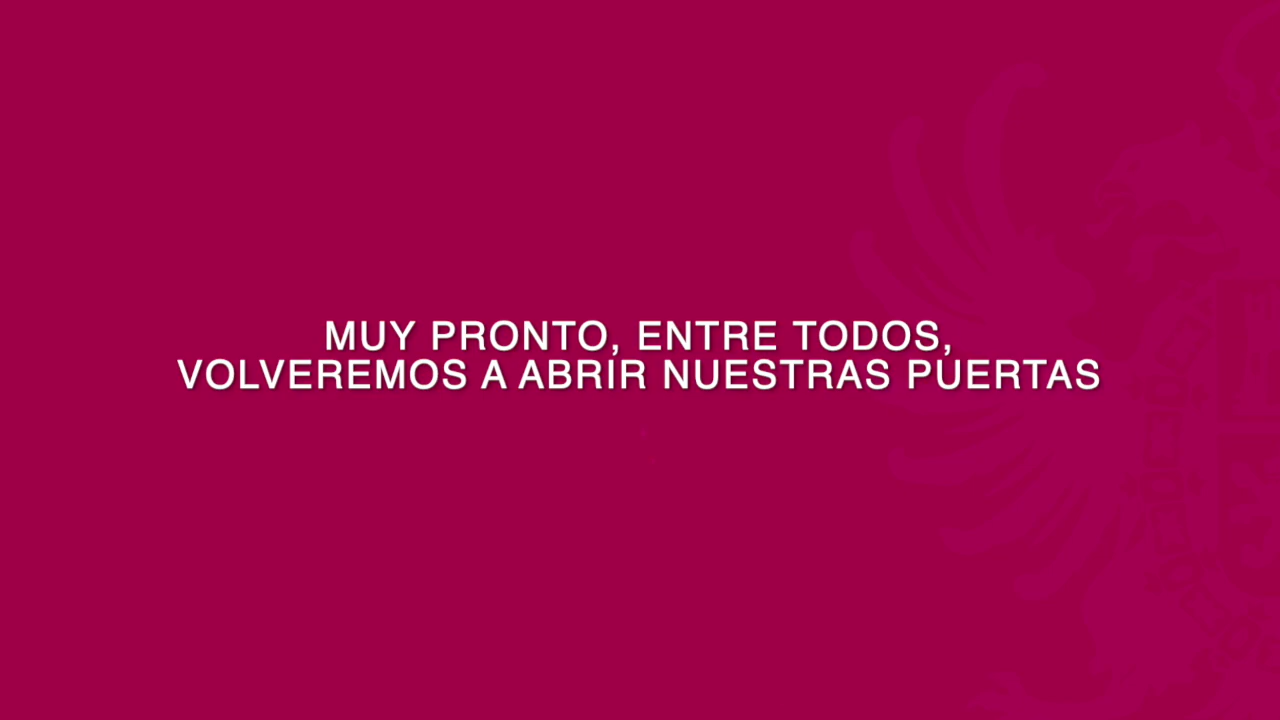 MUY PRONTO, ENTRE TODOS,
VOLVEREMOS A ABRIR NUESTRAS PUERTAS